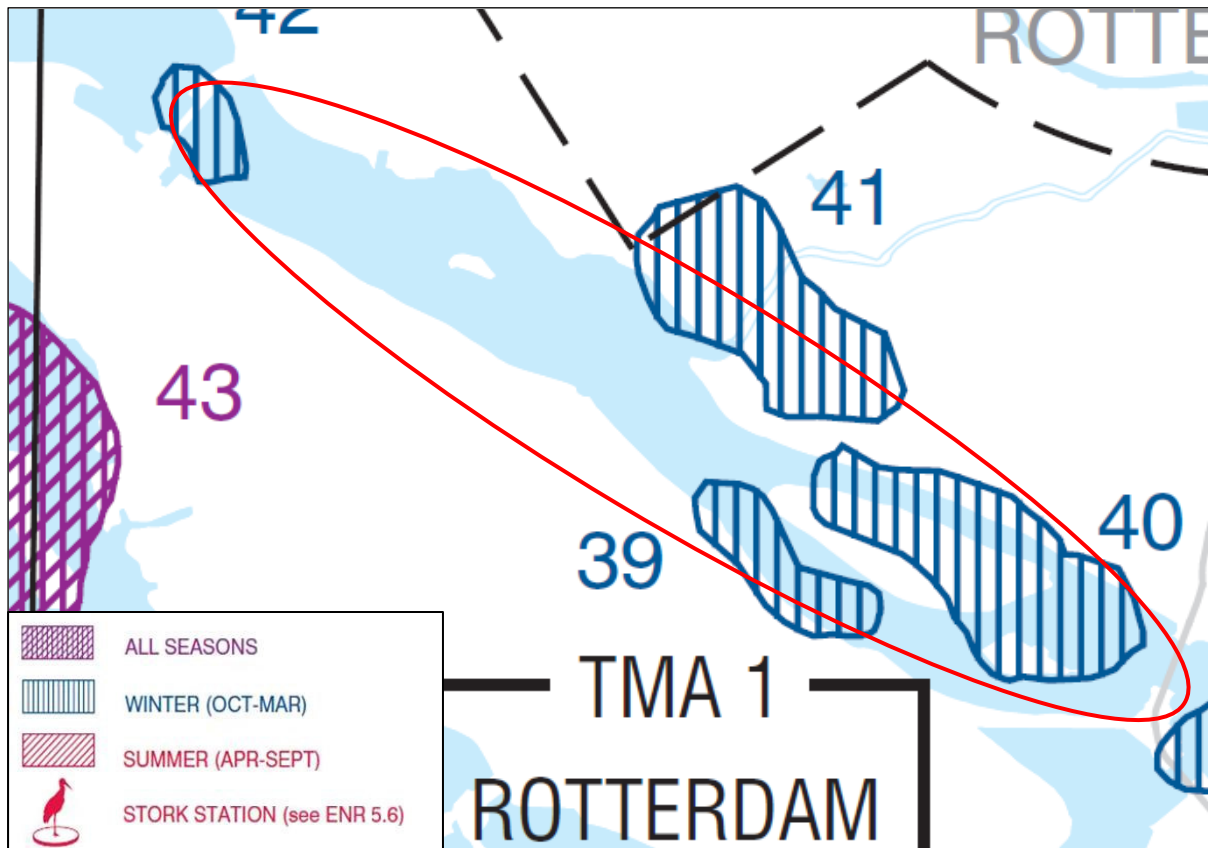 42
ROTTE
41
43
40
39
TMA 1
ROTTERDAM
ALL SEASONS
WINTER (OCT-MAR)
SUMMER (APR-SEPT)
STORK STATION (see ENR 5.6)